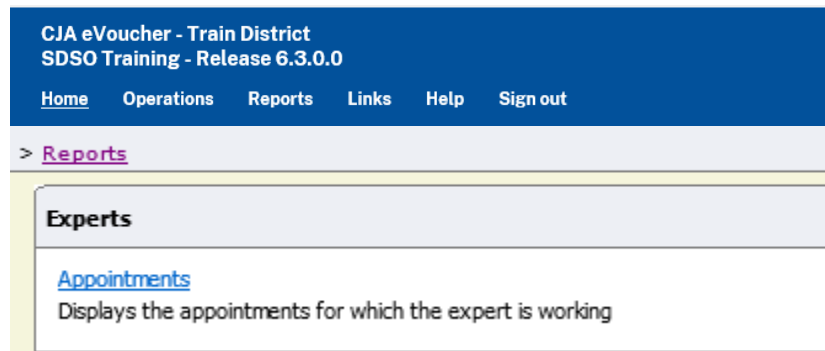 CJA eVoucher - Train District
SDSO Training - Release 6.3.0.0
Home Operations Reports Links Help Sign out
> Reports
Experts
Appointments
Displays the appointments for which the expert is working